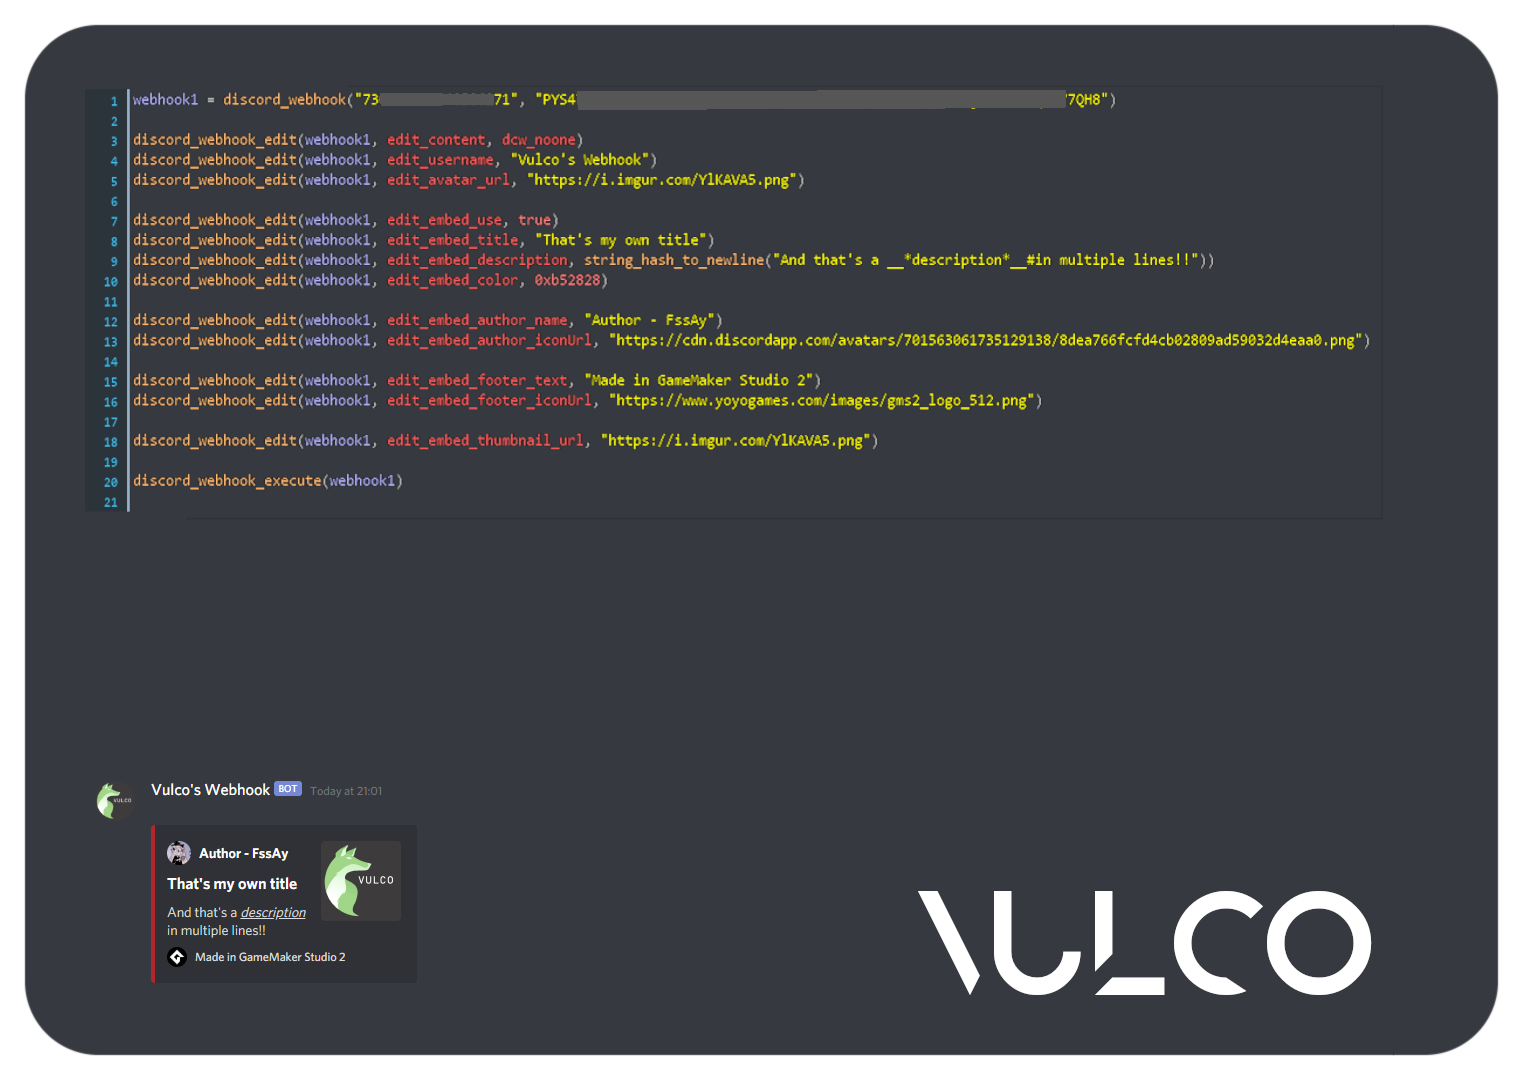 1 webhook1 = discord_webhook("73 71", "PYS4 7QH8")
2
3 discord_webhook_edit(webhook1, edit_content, dcw_noone)
4 discord_webhook_edit(webhook1, edit_username, "Vulco's Webhook")
5 discord_webhook_edit(webhook1, edit_avatar_url, "https://i.imgur.com/YlKAVA5.png")
6
7 discord_webhook_edit(webhook1, edit_embed_use, true)
8 discord_webhook_edit(webhook1, edit_embed_title, "That's my own title")
9 discord_webhook_edit(webhook1, edit_embed_description, string_hash_to_newline("And that's a __*description*__#in multiple lines!!"))
10 discord_webhook_edit(webhook1, edit_embed_color, 0xb52828)
11
12 discord_webhook_edit(webhook1, edit_embed_author_name, "Author - FssAy")
13 discord_webhook_edit(webhook1, edit_embed_author_iconUrl, "https://cdn.discordapp.com/avatars/701563061735129138/8dea766fcfd4cb02809ad59032d4eaa0.png")
14
15 discord_webhook_edit(webhook1, edit_embed_footer_text, "Made in GameMaker Studio 2")
16 discord_webhook_edit(webhook1, edit_embed_footer_iconUrl, "https://www.yoyogames.com/images/gms2_logo_512.png")
17
18 discord_webhook_edit(webhook1, edit_embed_thumbnail_url, "https://i.imgur.com/YlKAVA5.png")
19
20 discord_webhook_execute(webhook1)
21
VULCO
Vulco's Webhook BOT Today at 21:01
Author - FssAy
That's my own title
And that's a description
in multiple lines!!
Made in GameMaker Studio 2
VULCO
VULCO